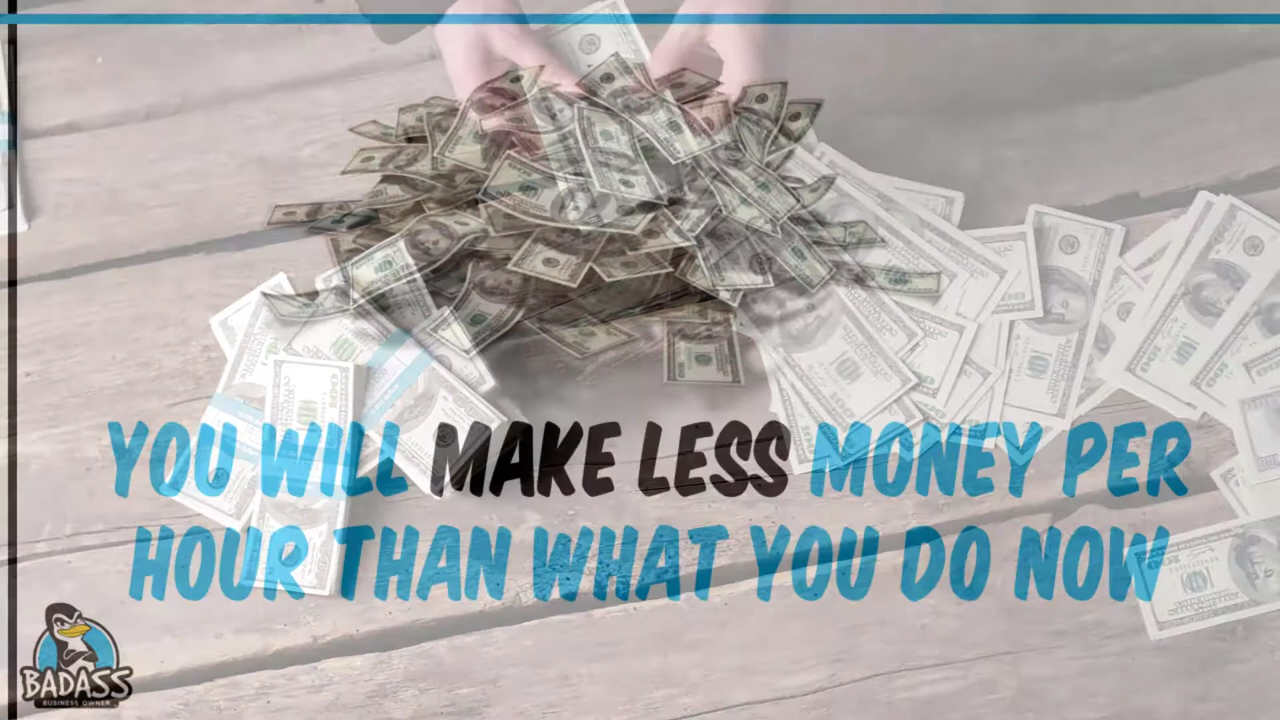 YOU WILL MAKE LESS MONEY PER
HOUR THAN WHAT YOU DO NOW
BADASS
BUSINESS OWNER